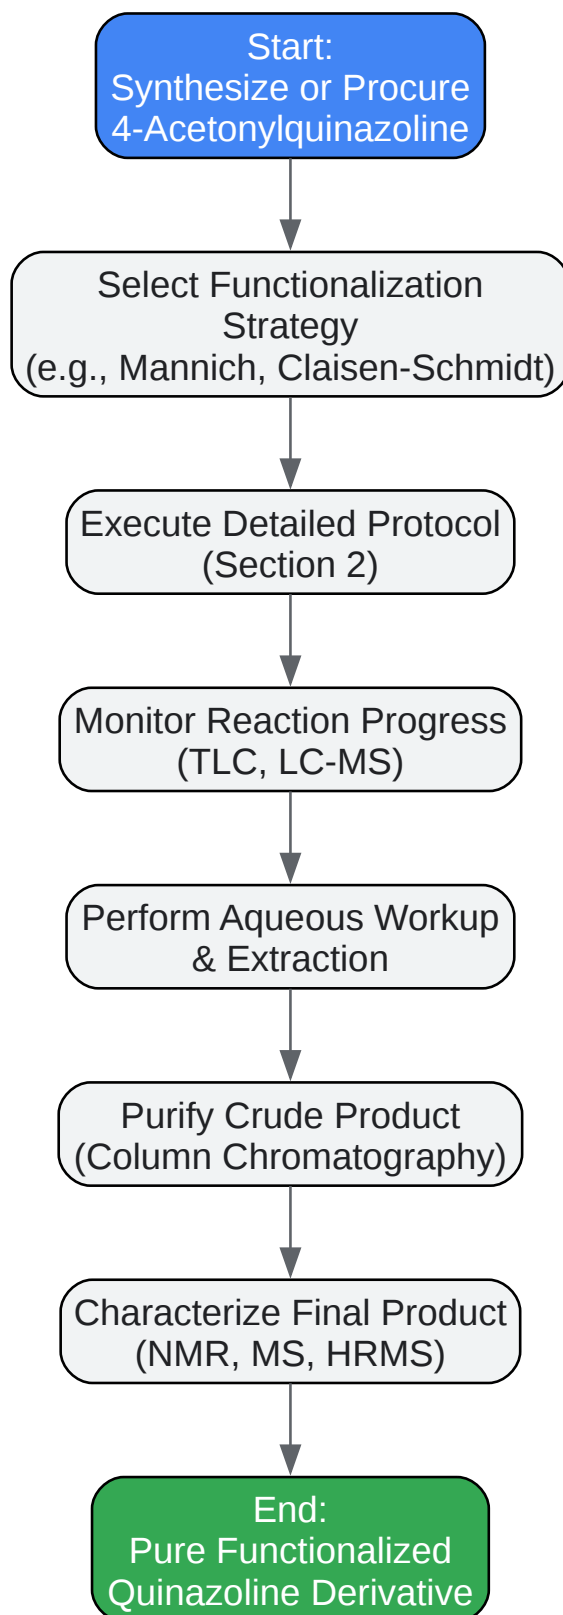 Start:
Synthesize or Procure
4-Acetonylquinazoline
Select Functionalization
Strategy
(e.g., Mannich, Claisen-Schmidt)
Execute Detailed Protocol
(Section 2)
Monitor Reaction Progress
(TLC, LC-MS)
Perform Aqueous Workup
& Extraction
Purify Crude Product
(Column Chromatography)
Characterize Final Product
(NMR, MS, HRMS)
End:
Pure Functionalized
Quinazoline Derivative